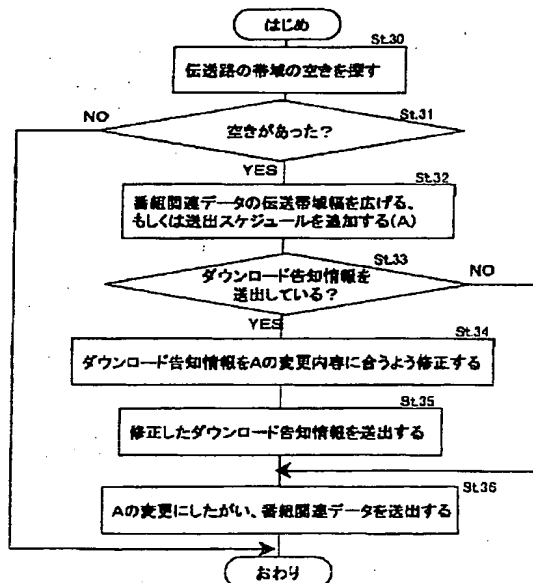 はじめ
St.30
伝送路の帯域の空きを探す
St.31
NO
空きがあった？
YES
St.32
番組関連データの伝送帯域幅を広げる、
もしくは送出スケジュールを追加する(A)
St.33
ダウンロード告知情報を
送出している？
NO
YES
St.34
ダウンロード告知情報をAの変更内容に合うよう修正する
St.35
修正したダウンロード告知情報を送出する
St.36
Aの変更にしたがい、番組関連データを送出する
おわり